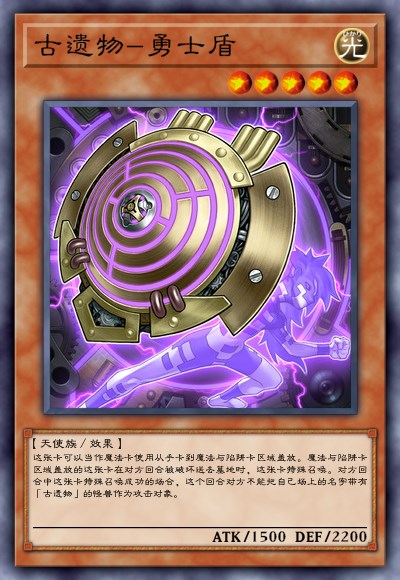 古遗物-勇士盾
光
【天使族／效果】
这张卡可以当作魔法卡使用从手卡到魔法与陷阱卡区域盖放。魔法与陷阱卡
区域盖放的这张卡在对方回合被破坏送去墓地时，这张卡特殊召唤。对方回
合中这张卡特殊召唤成功的场合，这个回合对方不能把自己场上的名字带有
「古遗物」的怪兽作为攻击对象。
ATK/1500 DEF/2200